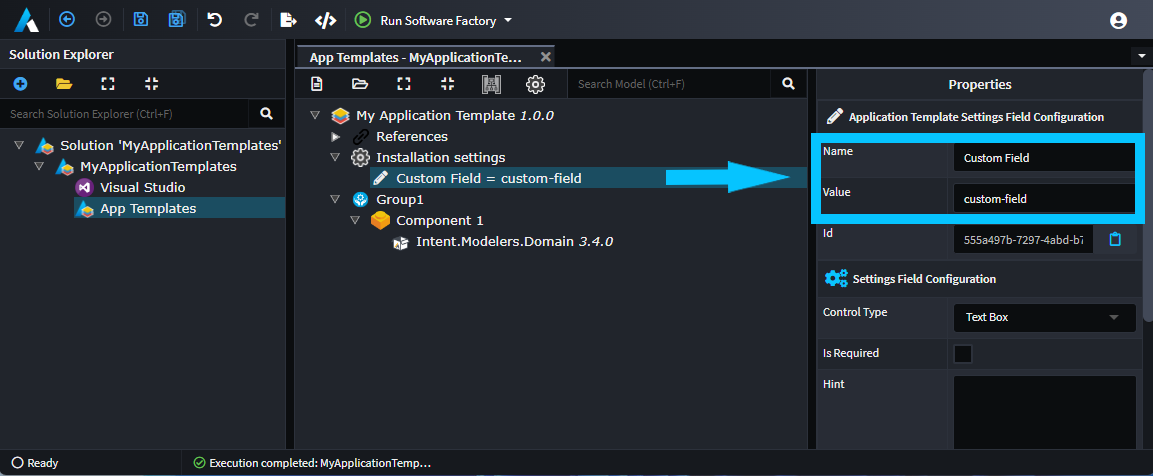 Run Software Factory
Solution Explorer
Search Solution Explorer (Ctrl+F)
Solution 'MyApplicationTemplates'
MyApplicationTemplates
Visual Studio
App Templates
App Templates - MyApplicationTe...
Search Model (Ctrl+F)
My Application Template 1.0.0
References
Installation settings
Custom Field = custom-field
Group1
Component 1
Intent.Modelers.Domain 3.4.0
Properties
Application Template Settings Field Configuration
Name Custom Field
Value custom-field
Id 555a497b-7297-4abd-b7
Settings Field Configuration
Control Type Text Box
Is Required
Hint
Ready
Execution completed: MyApplicationTemp...